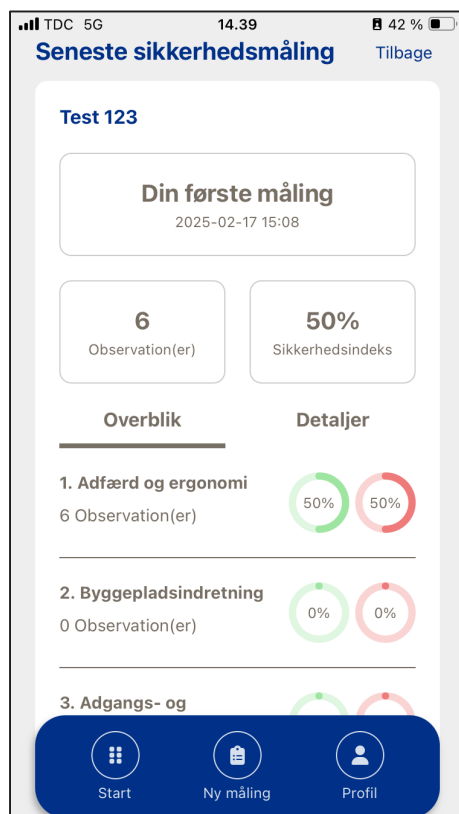 TDC 5G 14.39 42 %
Seneste sikkerhedsmåling Tilbage
Test 123
Din første måling
2025-02-17 15:08
6 50%
Observation(er) Sikkerhedsindeks
Overblik Detaljer
1. Adfærd og ergonomi
6 Observation(er) 50% 50%
2. Byggepladsindretning
0 Observation(er) 0% 0%
3. Adgangs- og
Start Ny måling Profil